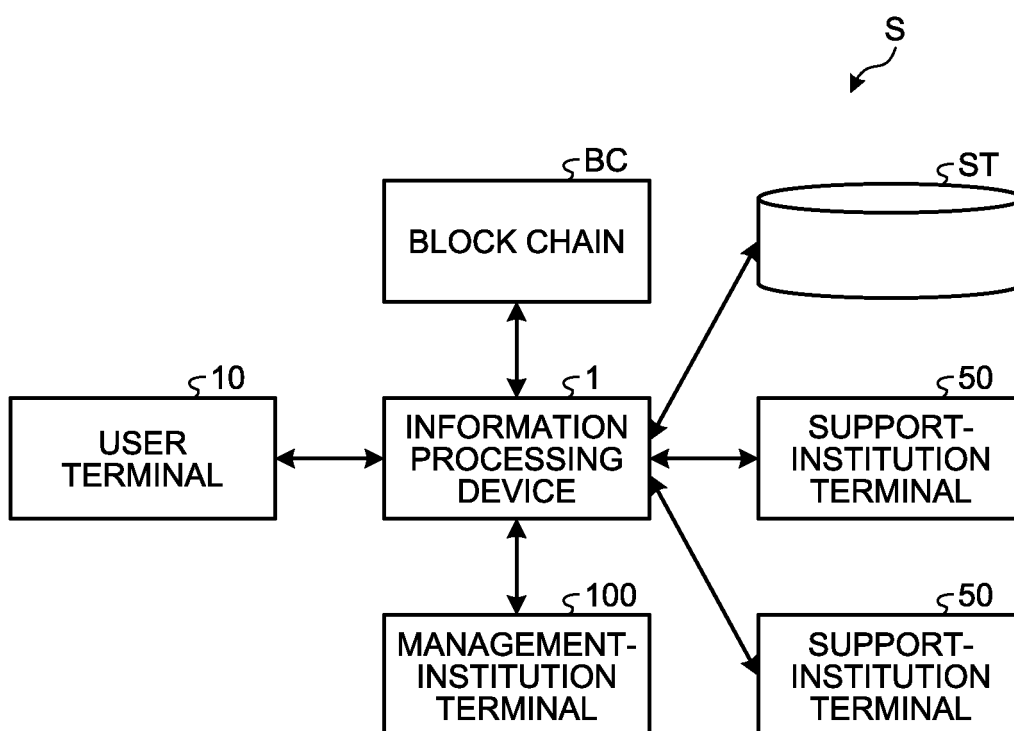 S
BC
BLOCK CHAIN
ST
10
USER
TERMINAL
1
INFORMATION
PROCESSING
DEVICE
50
SUPPORT-
INSTITUTION
TERMINAL
100
MANAGEMENT-
INSTITUTION
TERMINAL
50
SUPPORT-
INSTITUTION
TERMINAL